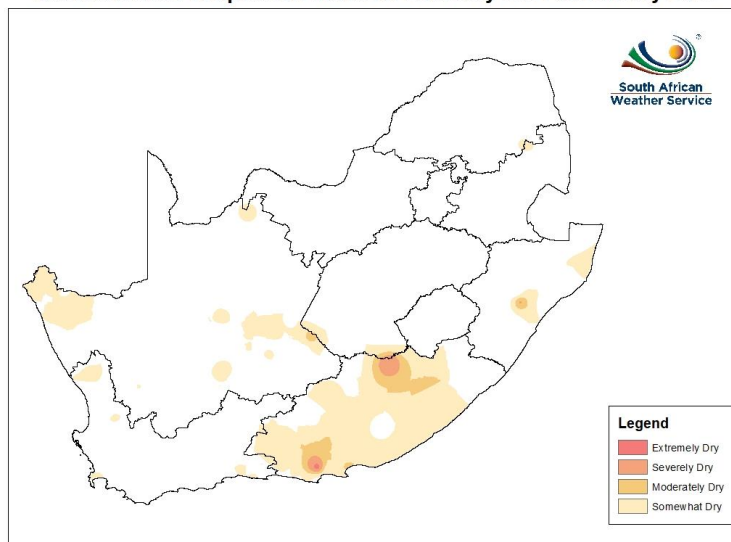 South African
Weather Service
Legend
Extremely Dry
Severely Dry
Moderately Dry
Somewhat Dry